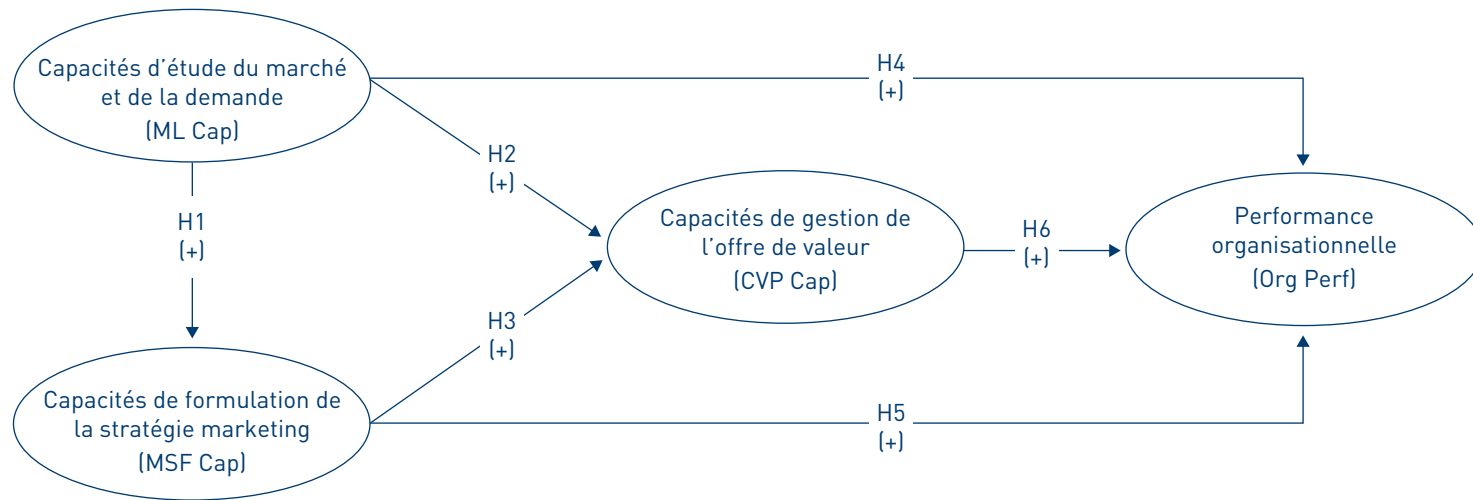 Capacités d'étude du marché
et de la demande
(ML Cap)
H4
(+)
H2
(+)
H1
(+)
Capacités de gestion de
l'offre de valeur
(CVP Cap)
H6
(+)
Performance
organisationnelle
(Org Perf)
H3
(+)
Capacités de formulation de
la stratégie marketing
(MSF Cap)
H5
(+)